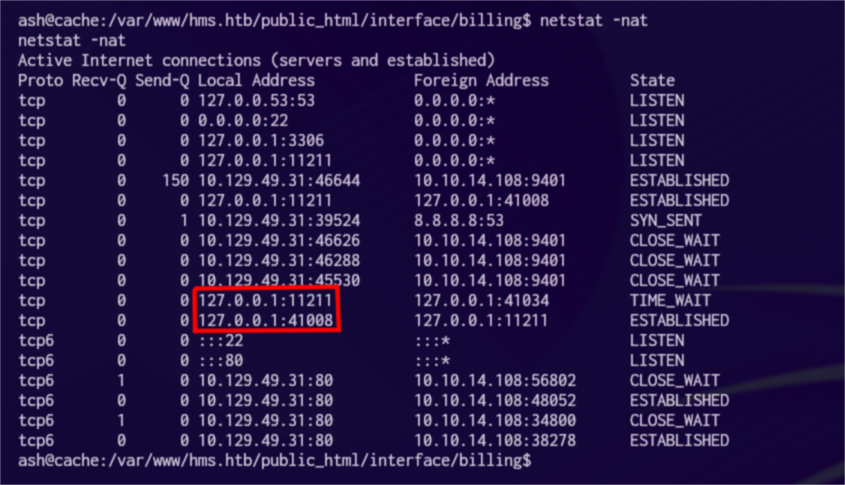 ash@cache:/var/www/hms.htb/public_html/interface/billing$ netstat -nat
netstat -nat
Active Internet connections (servers and established)
Proto Recv-Q Send-Q Local Address Foreign Address State
tcp 0 0 127.0.0.53:53 0.0.0.0:* LISTEN
tcp 0 0 0.0.0.0:22 0.0.0.0:* LISTEN
tcp 0 0 127.0.0.1:3306 0.0.0.0:* LISTEN
tcp 0 0 127.0.0.1:11211 0.0.0.0:* LISTEN
tcp 0 150 10.129.49.31:46644 10.10.14.108:9401 ESTABLISHED
tcp 0 0 127.0.0.1:11211 127.0.0.1:41008 ESTABLISHED
tcp 0 1 10.129.49.31:39524 8.8.8.8:53 SYN_SENT
tcp 0 0 10.129.49.31:46626 10.10.14.108:9401 CLOSE_WAIT
tcp 0 0 10.129.49.31:46288 10.10.14.108:9401 CLOSE_WAIT
tcp 0 0 10.129.49.31:45530 10.10.14.108:9401 CLOSE_WAIT
tcp 0 0 127.0.0.1:11211 127.0.0.1:41034 TIME_WAIT
tcp 0 0 127.0.0.1:41008 127.0.0.1:11211 ESTABLISHED
tcp6 0 0 :::22 :::* LISTEN
tcp6 0 0 :::80 :::* LISTEN
tcp6 1 0 10.129.49.31:80 10.10.14.108:56802 CLOSE_WAIT
tcp6 0 0 10.129.49.31:80 10.10.14.108:48052 ESTABLISHED
tcp6 1 0 10.129.49.31:80 10.10.14.108:34800 CLOSE_WAIT
tcp6 0 0 10.129.49.31:80 10.10.14.108:38278 ESTABLISHED
ash@cache:/var/www/hms.htb/public_html/interface/billing$